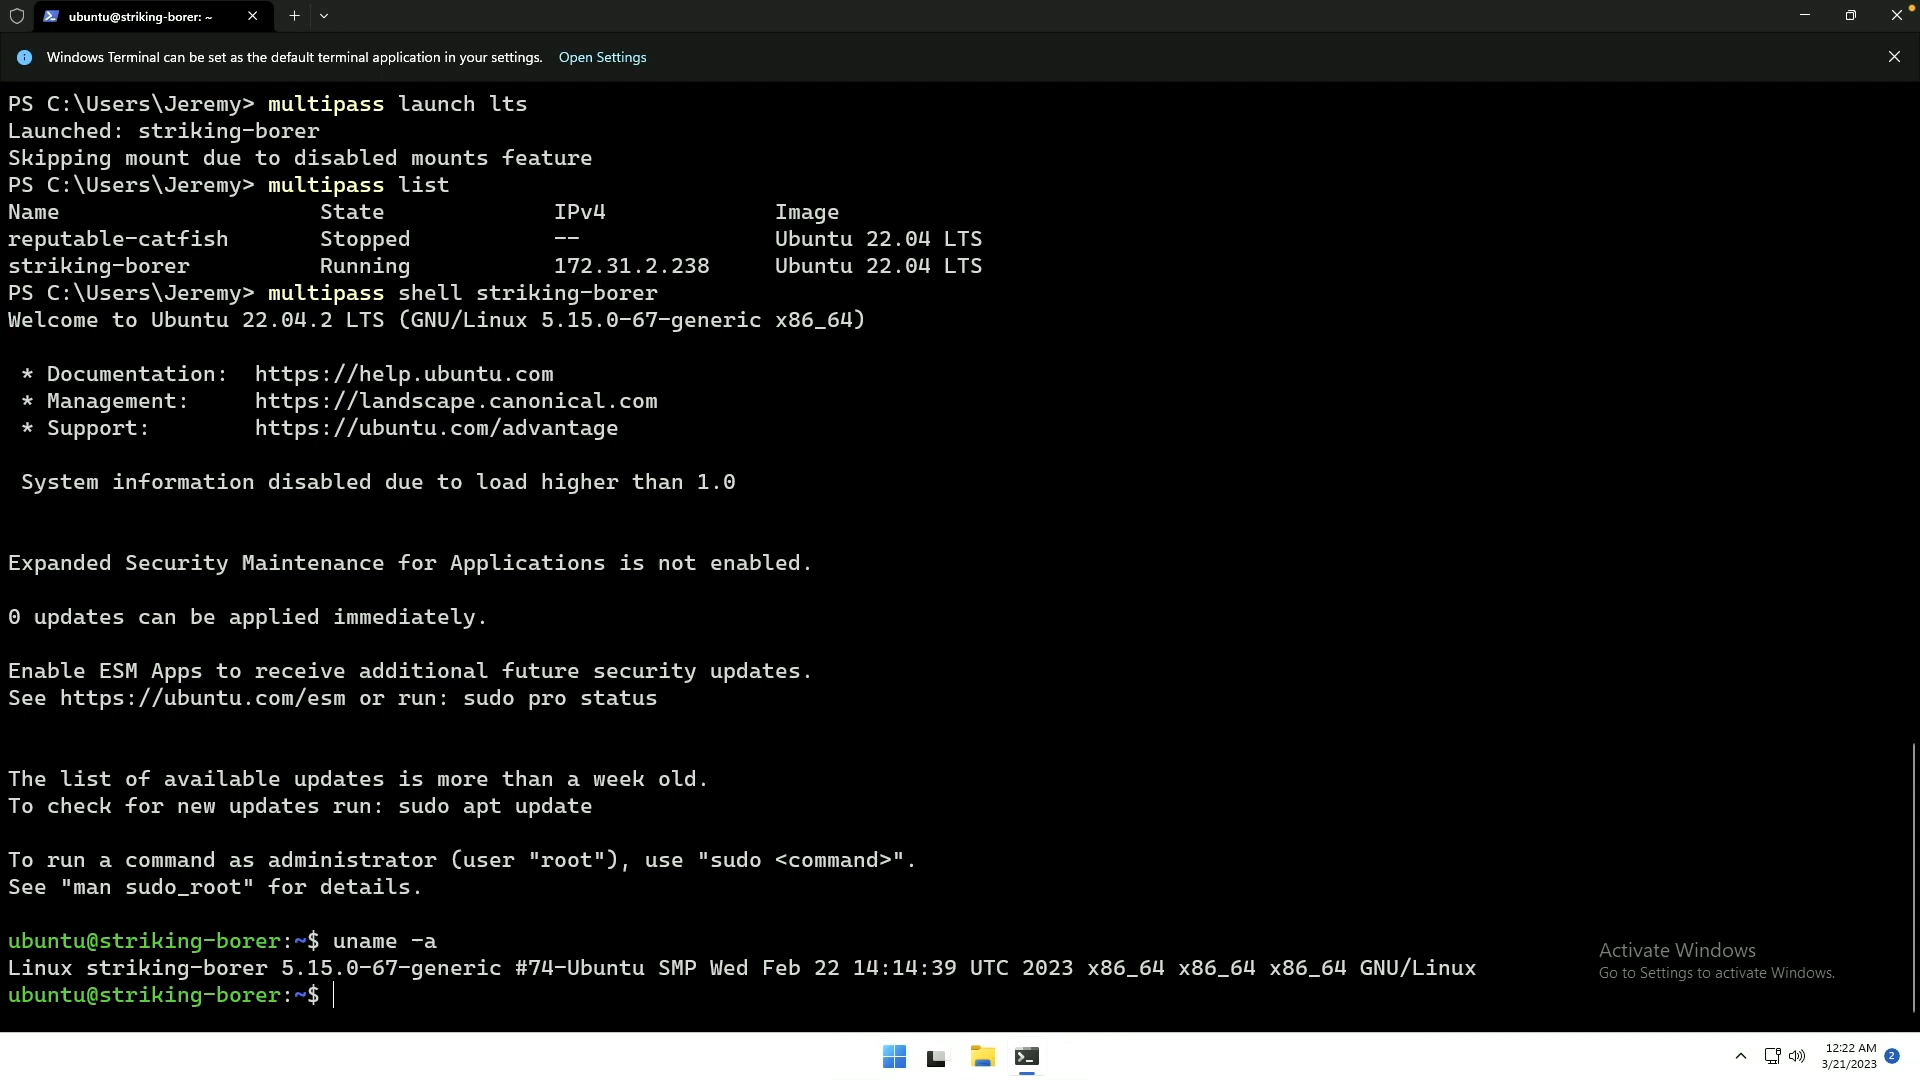 ubuntu@striking-borer: ~
Windows Terminal can be set as the default terminal application in your settings. Open Settings
PS C:\Users\Jeremy> multipass launch lts
Launched: striking-borer
Skipping mount due to disabled mounts feature
PS C:\Users\Jeremy> multipass list
Name                    State             IPv4             Image
reputable-catfish       Stopped           --               Ubuntu 22.04 LTS
striking-borer          Running           172.31.2.238     Ubuntu 22.04 LTS
PS C:\Users\Jeremy> multipass shell striking-borer
Welcome to Ubuntu 22.04.2 LTS (GNU/Linux 5.15.0-67-generic x86_64)
 * Documentation:  https://help.ubuntu.com
 * Management:     https://landscape.canonical.com
 * Support:        https://ubuntu.com/advantage
 System information disabled due to load higher than 1.0
Expanded Security Maintenance for Applications is not enabled.
0 updates can be applied immediately.
Enable ESM Apps to receive additional future security updates.
See https://ubuntu.com/esm or run: sudo pro status
The list of available updates is more than a week old.
To check for new updates run: sudo apt update
To run a command as administrator (user "root"), use "sudo <command>".
See "man sudo_root" for details.
ubuntu@striking-borer:~$ uname -a
Linux striking-borer 5.15.0-67-generic #74-Ubuntu SMP Wed Feb 22 14:14:39 UTC 2023 x86_64 x86_64 x86_64 GNU/Linux
ubuntu@striking-borer:~$
Activate Windows
Go to Settings to activate Windows.
12:22 AM
3/21/2023
2